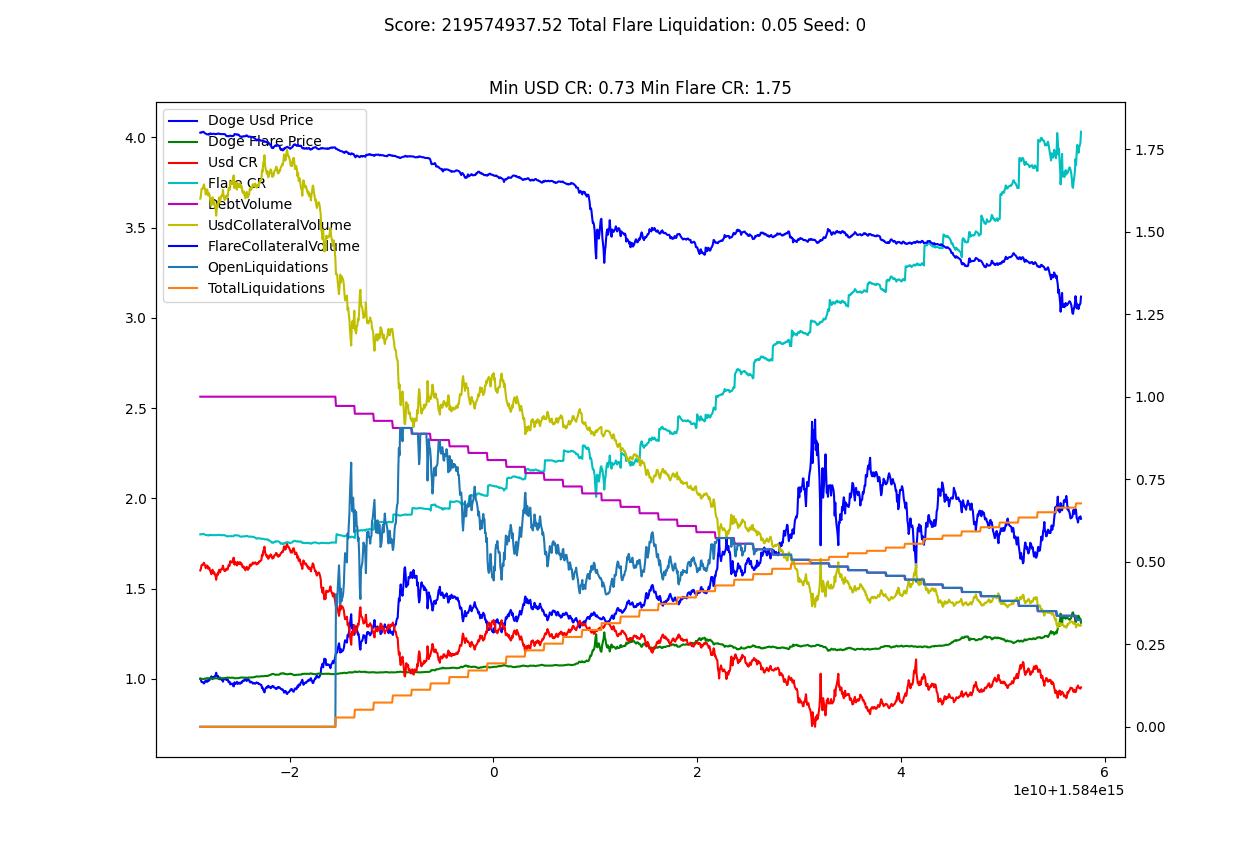 Score: 219574937.52 Total Flare Liquidation: 0.05 Seed: 0
Min USD CR: 0.73 Min Flare CR: 1.75
Doge Usd Price
Doge Flare Price
Usd CR
Flare CR
DebtVolume
UsdCollateralVolume
FlareCollateralVolume
OpenLiquidations
TotalLiquidations
4.0
3.5
3.0
2.5
2.0
1.5
1.0
1.75
1.50
1.25
1.00
0.75
0.50
0.25
0.00
−2 0 2 4 6
1e10+1.584e15